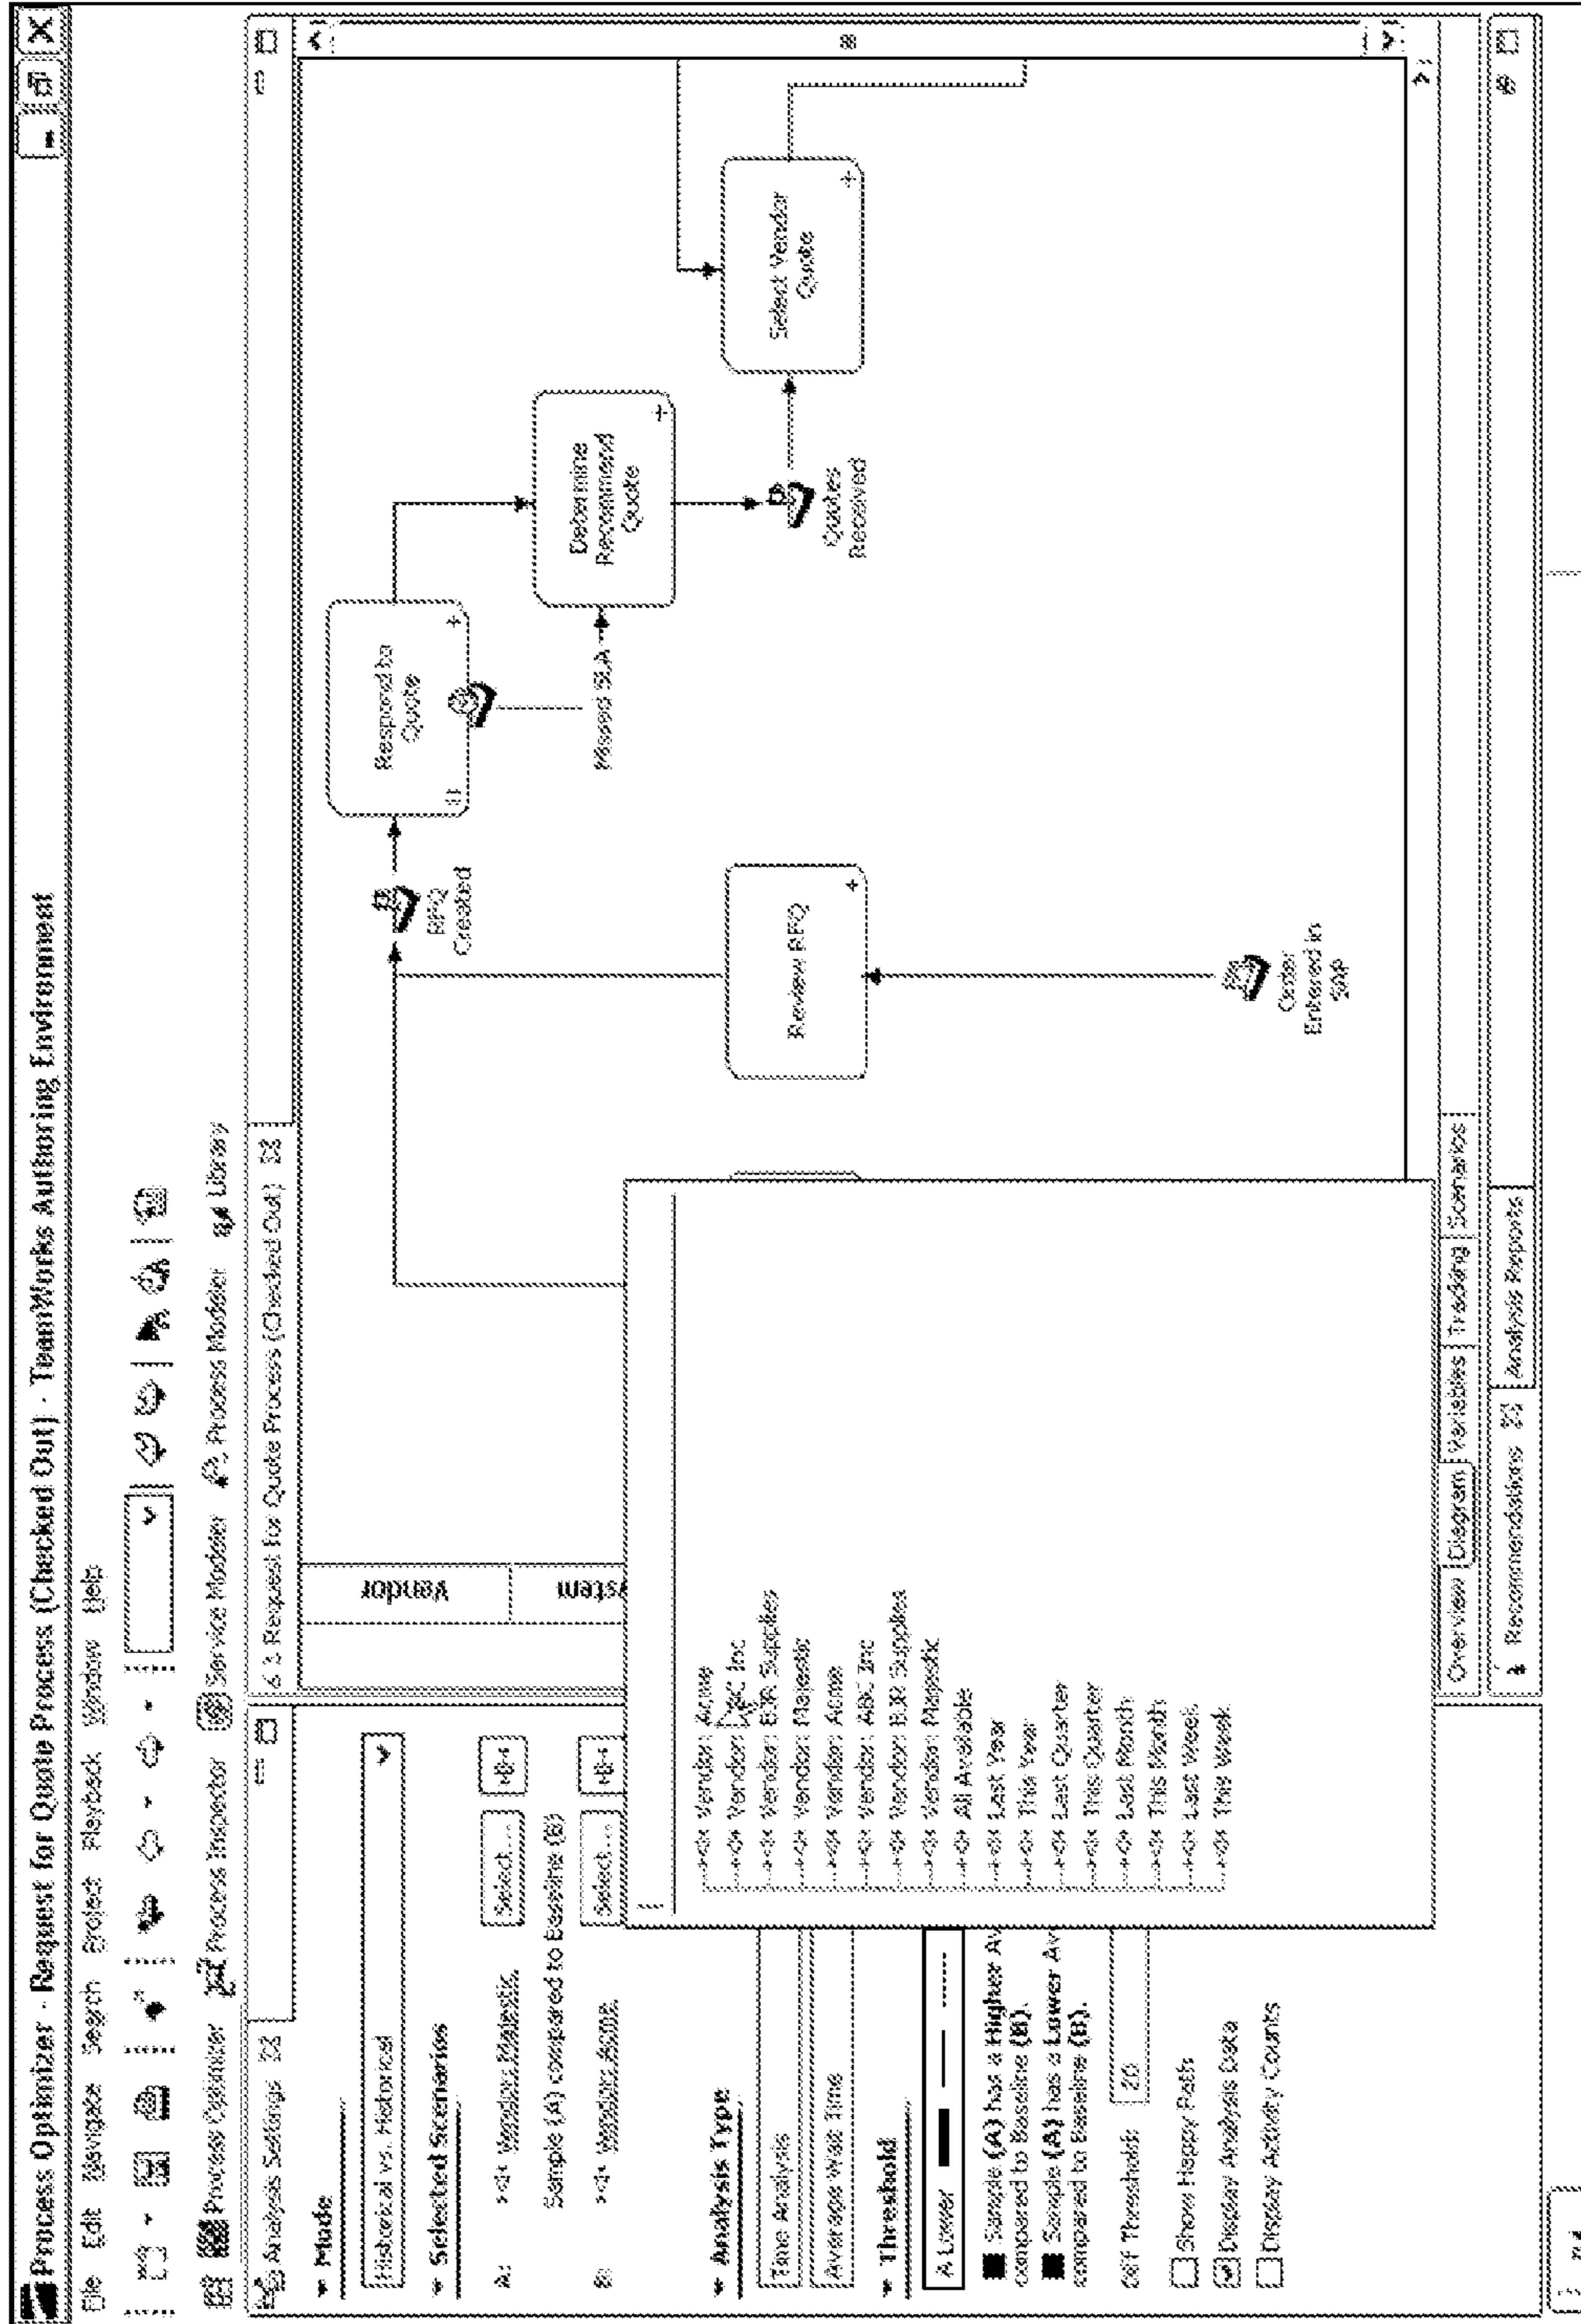 Process Optimizer - Request for Quote Process (Checked Out) - TeamWorks Authoring Environment
File Edit Navigate Search Project Playback Window Help
Process Optimizer Process Inspector Service Modeler Process Modeler Library
Analysis Settings
Mode
Historical vs. Historical
Selected Scenarios
A: Vendor: Majestic Select...
Sample (A) compared to Baseline (B)
B: Vendor: Acme Select...
Analysis Type
Time Analysis
Average Wait Time
Threshold
A Lower
Sample (A) has a Higher Av
compared to Baseline (B).
Sample (A) has a Lower Av
compared to Baseline (B).
Diff Threshold: 20
Show Happy Path
Display Analysis Data
Display Activity Counts
Vendor: Acme
Vendor: ABC Inc
Vendor: BJR Supplies
Vendor: Majestic
Vendor: Acme
Vendor: ABC Inc
Vendor: BJR Supplies
Vendor: Majestic
All Available
Last Year
This Year
Last Quarter
This Quarter
Last Month
This Month
Last Week
This Week
Request For Quote Process (Checked Out)
Vendor
ystem
RFQ
Created
Respond to
Quote
Missed SLA
Determine
Recommend
Quote
Quotes
Received
Select Vendor
Quote
Review RFQ
Order
Entered in
SAP
Overview Diagram Variables Tracking Scenarios
Recommendations Analysis Reports